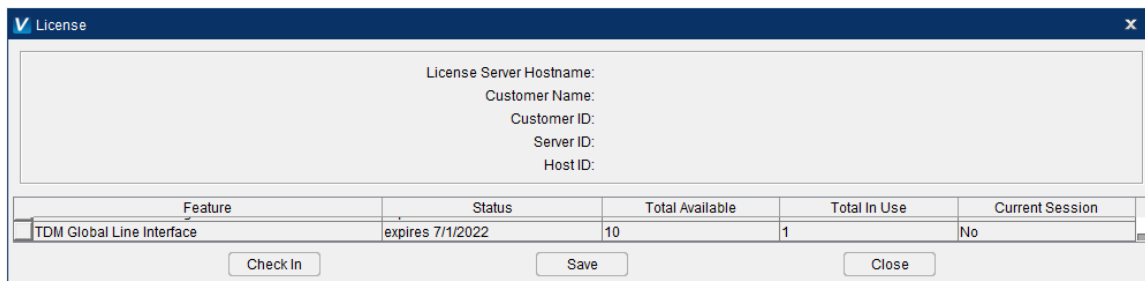 License
License Server Hostname:
Customer Name:
Customer ID:
Server ID:
Host ID:
Feature Status Total Available Total In Use Current Session
TDM Global Line Interface expires 7/1/2022 10 1 No
Check In Save Close